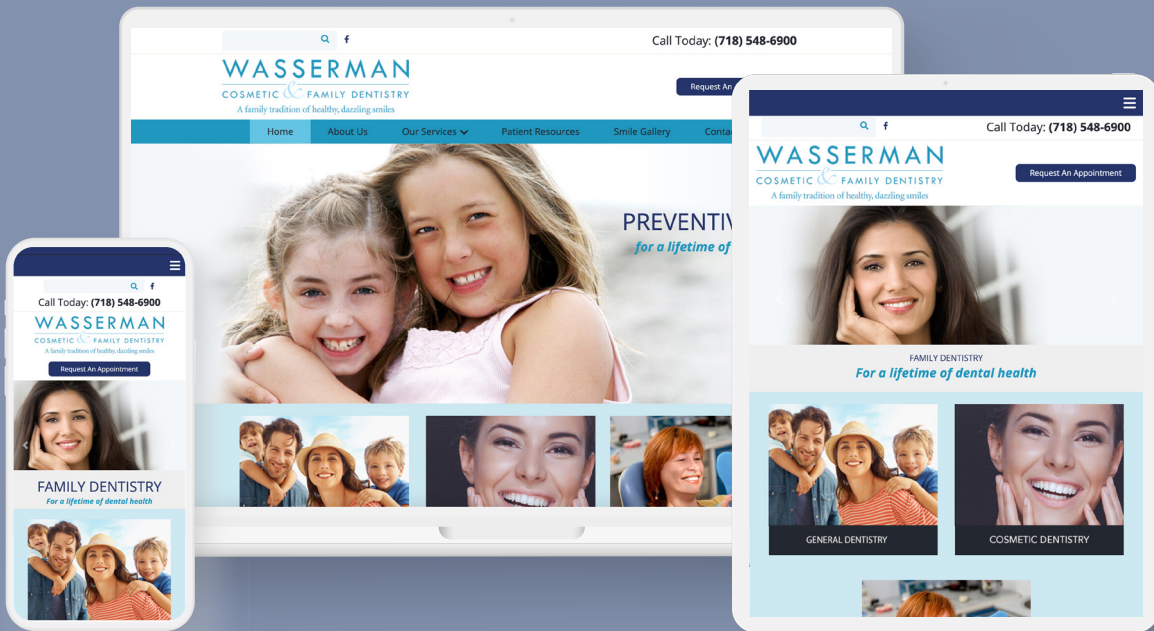 Call Today: (718) 548-6900
WASSERMAN
COSMETIC & FAMILY DENTISTRY
A family tradition of healthy, dazzling smiles
Request An
Home About Us Our Services Patient Resources Smile Gallery Conta
PREVENTIV
for a lifetime of
Call Today: (718) 548-6900
WASSERMAN
COSMETIC & FAMILY DENTISTRY
A family tradition of healthy, dazzling smiles
Request An Appointment
FAMILY DENTISTRY
For a lifetime of dental health
GENERAL DENTISTRY COSMETIC DENTISTRY
Call Today: (718) 548-6900
WASSERMAN
COSMETIC & FAMILY DENTISTRY
A family tradition of healthy, dazzling smiles
Request An Appointment
FAMILY DENTISTRY
For a lifetime of dental health